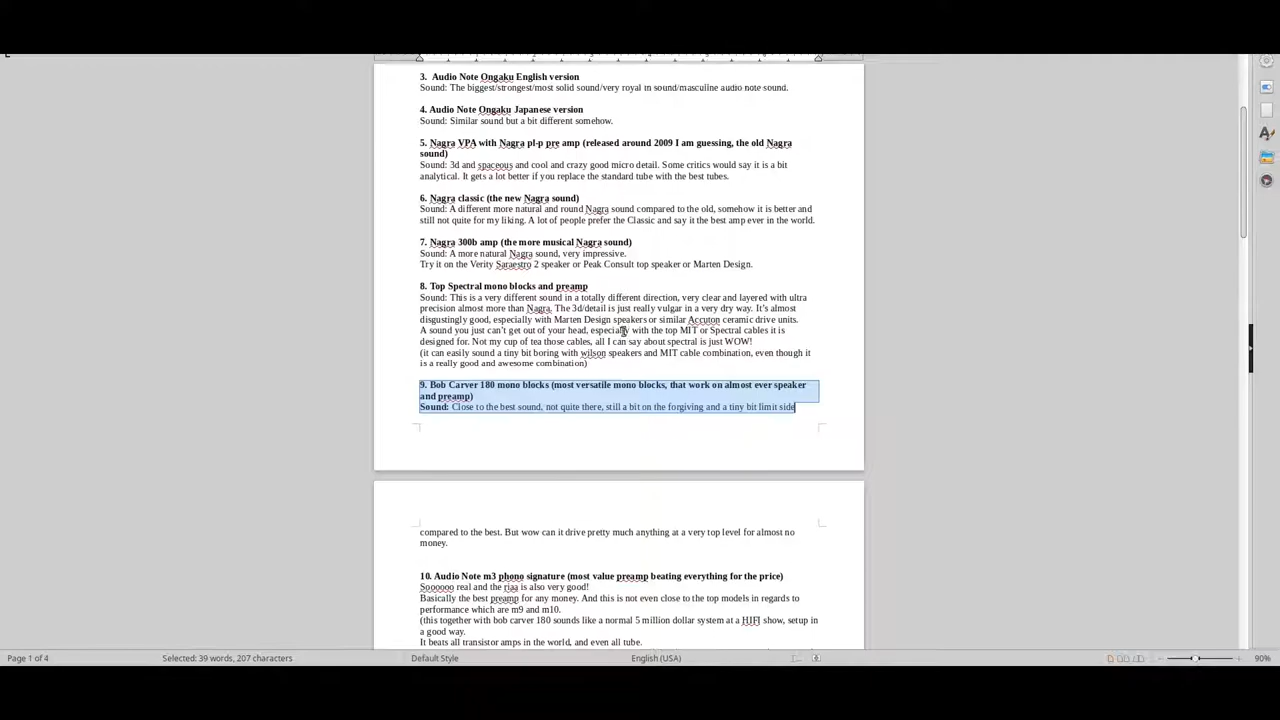 3.  Audio Note Ongaku English version
Sound: The biggest/strongest/most solid sound/very royal in sound/masculine audio note sound.
4. Audio Note Ongaku Japanese version
Sound: Similar sound but a bit different somehow.
5. Nagra VPA with Nagra pl-p pre amp (released around 2009 I am guessing, the old Nagra
sound)
Sound: 3d and spaceous and cool and crazy good micro detail. Some critics would say it is a bit
analytical. It gets a lot better if you replace the standard tube with the best tubes.
6. Nagra classic (the new Nagra sound)
Sound: A different more natural and round Nagra sound compared to the old, somehow it is better and
still not quite for my liking. A lot of people prefer the Classic and say it the best amp ever in the world.
7. Nagra 300b amp (the more musical Nagra sound)
Sound: A more natural Nagra sound, very impressive.
Try it on the Verity Saraestro 2 speaker or Peak Consult top speaker or Marten Design.
8. Top Spectral mono blocks and preamp
Sound: This is a very different sound in a totally different direction, very clear and layered with ultra
precision almost more than Nagra. The 3d/detail is just really vulgar in a very dry way. It's almost
disgustingly good, especially with Marten Design speakers or similar Accuton ceramic drive units.
A sound you just can't get out of your head, especially with the top MIT or Spectral cables it is
designed for. Not my cup of tea those cables, all I can say about spectral is just WOW!
(it can easily sound a tiny bit boring with wilson speakers and MIT cable combination, even though it
is a really good and awesome combination)
9. Bob Carver 180 mono blocks (most versatile mono blocks, that work on almost ever speaker
and preamp)
Sound: Close to the best sound, not quite there, still a bit on the forgiving and a tiny bit limit side
compared to the best. But wow can it drive pretty much anything at a very top level for almost no
money.
10. Audio Note m3 phono signature (most value preamp beating everything for the price)
Soooooo real and the riaa is also very good!
Basically the best preamp for any money. And this is not even close to the top models in regards to
performance which are m9 and m10.
(this together with bob carver 180 sounds like a normal 5 million dollar system at a HIFI show, setup in
a good way.
It beats all transistor amps in the world, and even all tube.
Page 1 of 4
Selected: 39 words, 207 characters
Default Style
English (USA)
90%